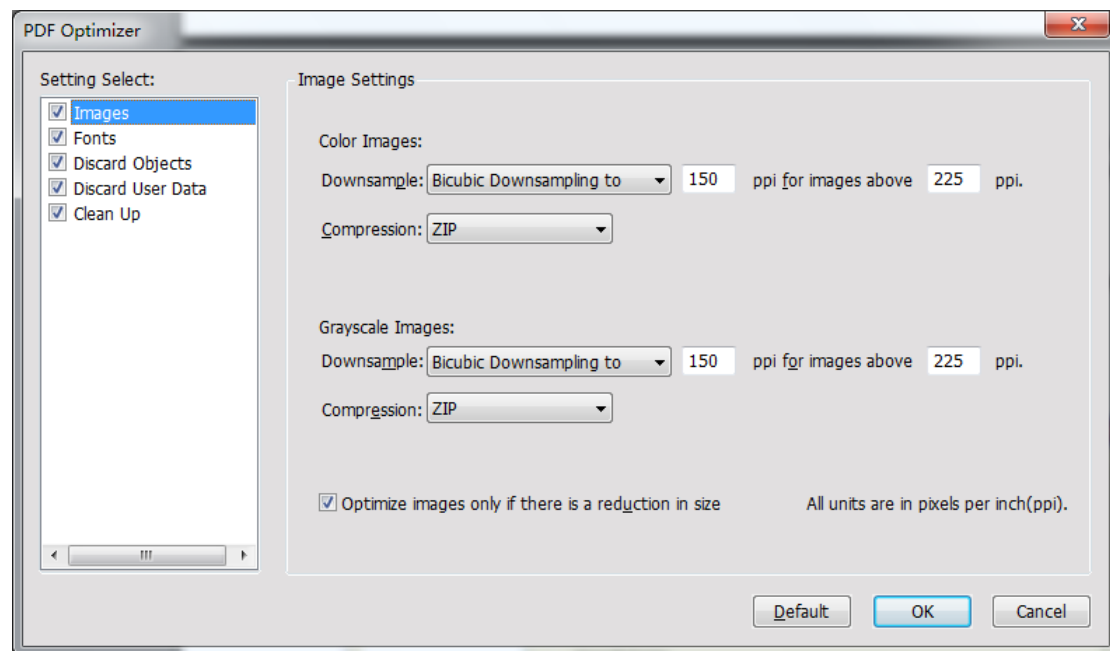 PDF Optimizer
Setting Select:
Images
Fonts
Discard Objects
Discard User Data
Clean Up
Image Settings
Color Images:
Downsample: Bicubic Downsampling to 150 ppi for images above 225 ppi.
Compression: ZIP
Grayscale Images:
Downsample: Bicubic Downsampling to 150 ppi for images above 225 ppi.
Compression: ZIP
Optimize images only if there is a reduction in size All units are in pixels per inch(ppi).
Default OK Cancel